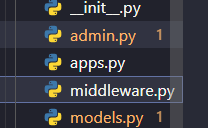 __init__.py
admin.py 1
apps.py
middleware.py
models.py 1